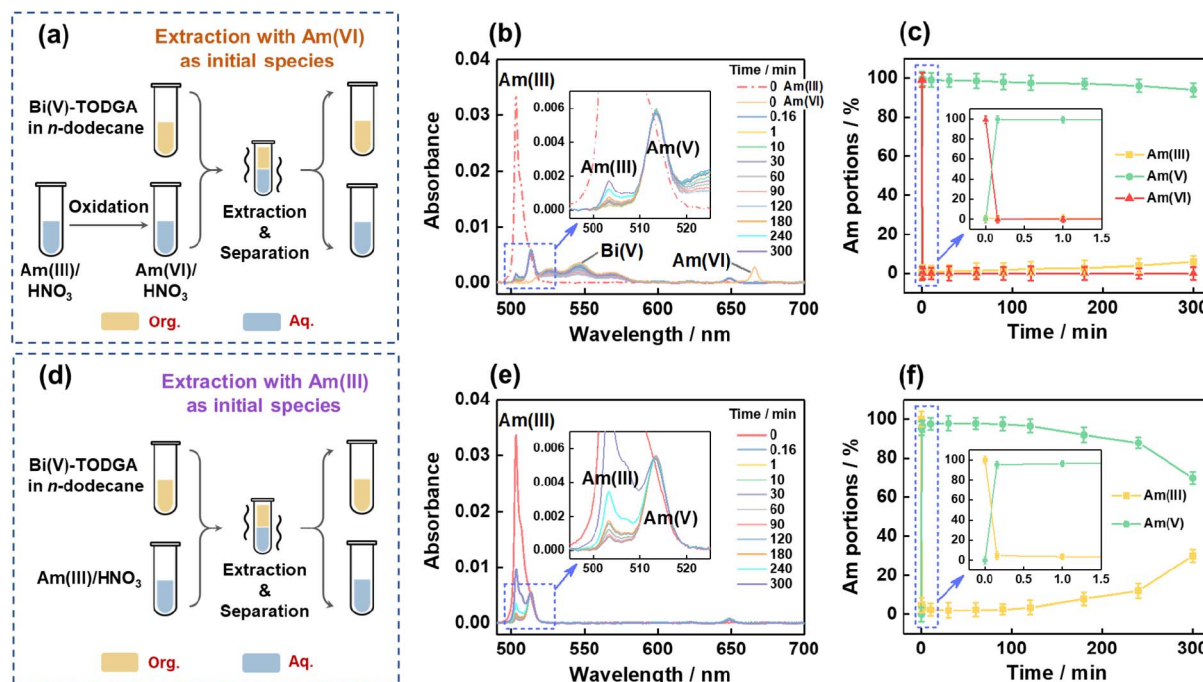 (a)
Extraction with Am(VI)
as initial species
Bi(V)-TODGA
in n-dodecane
Oxidation
Extraction
&
Separation
Am(III)/
HNO₃
Am(VI)/
HNO₃
Org.
Aq.
(b)
Absorbance
0.04
0.03
0.02
0.01
0.00
Am(III)
Time / min
0 Am(III)
0 Am(VI)
0.16
1
10
30
60
90
120
180
240
300
0.006
0.004
0.002
0.000
Am(III)
Am(V)
500
510
520
Bi(V)
Am(VI)
500
550
600
650
700
Wavelength / nm
(c)
Am portions / %
100
80
60
40
20
0
100
80
60
40
20
0
0.0
0.5
1.0
1.5
Am(III)
Am(V)
Am(VI)
0
100
200
300
Time / min
(d)
Extraction with Am(III)
as initial species
Bi(V)-TODGA
in n-dodecane
Am(III)/HNO₃
Extraction
&
Separation
Org.
Aq.
(e)
Absorbance
0.04
0.03
0.02
0.01
0.00
Am(III)
Time / min
0
0.16
1
10
30
60
90
120
180
240
300
0.006
0.004
0.002
0.000
Am(III)
Am(V)
500
510
520
500
550
600
650
700
Wavelength / nm
(f)
Am portions / %
100
80
60
40
20
0
100
80
60
40
20
0
0.0
0.5
1.0
1.5
Am(III)
Am(V)
0
100
200
300
Time / min